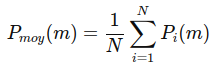 P_{moy}(m) = \frac{1}{N} \sum_{i=1}^{N} P_i(m)